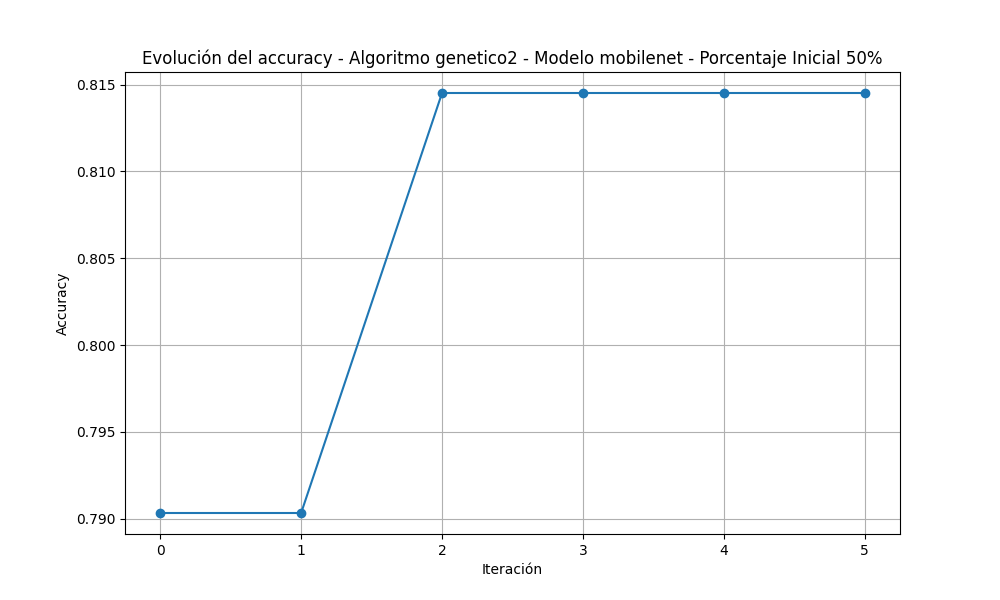 Evolución del accuracy - Algoritmo genetico2 - Modelo mobilenet - Porcentaje Inicial 50%
0.815
0.810
0.805
0.800
0.795
0.790
Accuracy
0 1 2 3 4 5
Iteración